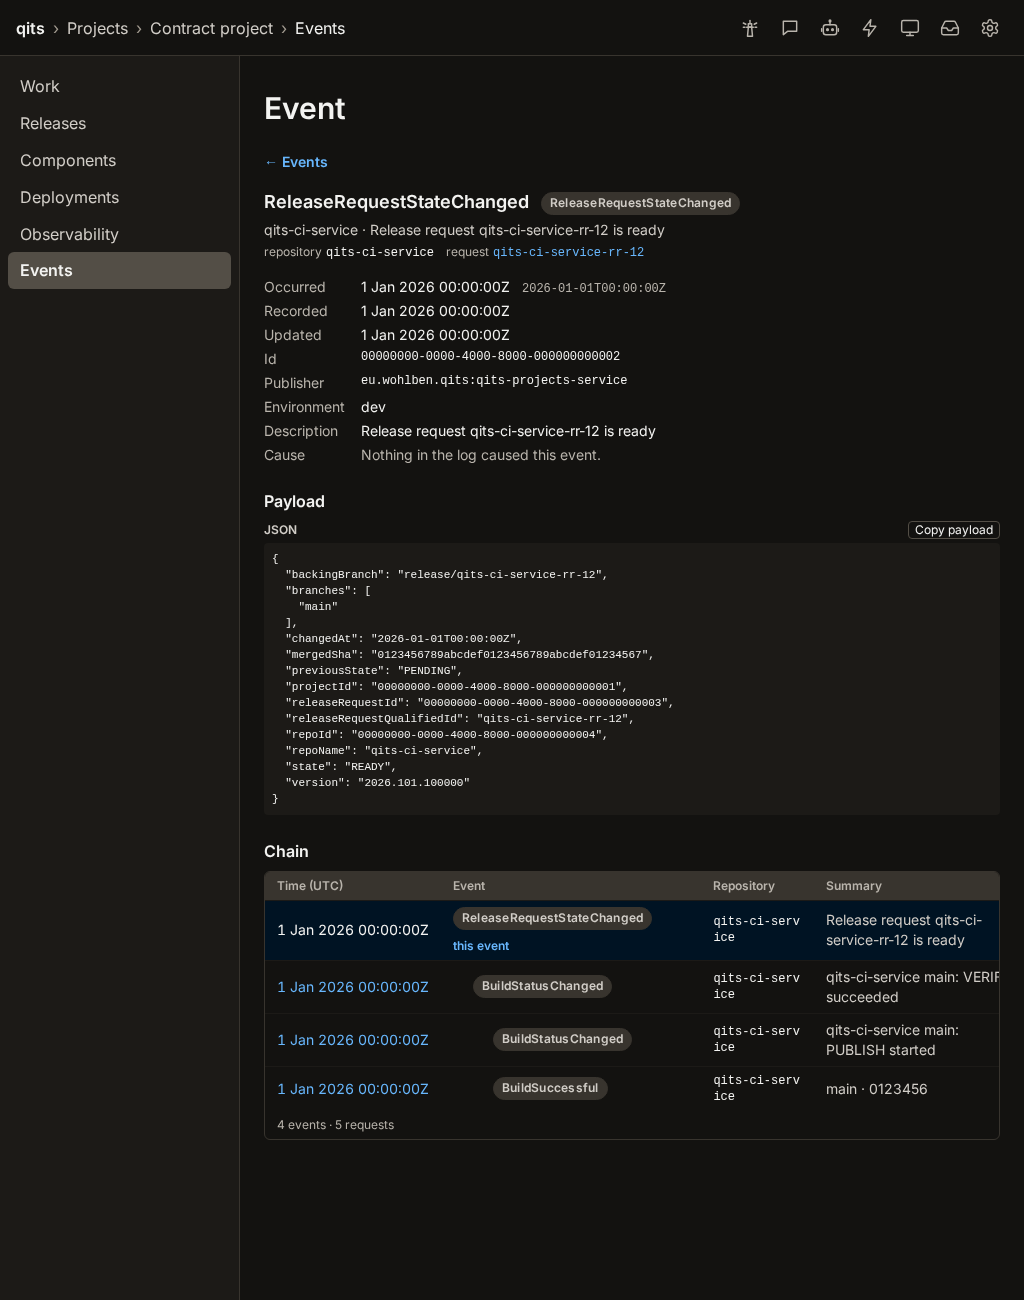 qits › Projects › Contract project › Events
Work
Releases
Components
Deployments
Observability
Events
Event
← Events
ReleaseRequestStateChanged ReleaseRequestStateChanged
qits-ci-service · Release request qits-ci-service-rr-12 is ready
repository qits-ci-service request qits-ci-service-rr-12
Occurred 1 Jan 2026 00:00:00Z 2026-01-01T00:00:00Z
Recorded 1 Jan 2026 00:00:00Z
Updated 1 Jan 2026 00:00:00Z
Id 00000000-0000-4000-8000-000000000002
Publisher eu.wohlben.qits:qits-projects-service
Environment dev
Description Release request qits-ci-service-rr-12 is ready
Cause Nothing in the log caused this event.
Payload
JSON Copy payload
{
  "backingBranch": "release/qits-ci-service-rr-12",
  "branches": [
    "main"
  ],
  "changedAt": "2026-01-01T00:00:00Z",
  "mergedSha": "0123456789abcdef0123456789abcdef01234567",
  "previousState": "PENDING",
  "projectId": "00000000-0000-4000-8000-000000000001",
  "releaseRequestId": "00000000-0000-4000-8000-000000000003",
  "releaseRequestQualifiedId": "qits-ci-service-rr-12",
  "repoId": "00000000-0000-4000-8000-000000000004",
  "repoName": "qits-ci-service",
  "state": "READY",
  "version": "2026.101.100000"
}
Chain
Time (UTC) Event Repository Summary
1 Jan 2026 00:00:00Z ReleaseRequestStateChanged this event qits-ci-serv
ice Release request qits-ci-
service-rr-12 is ready
1 Jan 2026 00:00:00Z BuildStatusChanged qits-ci-serv
ice qits-ci-service main: VERIF
succeeded
1 Jan 2026 00:00:00Z BuildStatusChanged qits-ci-serv
ice qits-ci-service main:
PUBLISH started
1 Jan 2026 00:00:00Z BuildSuccessful qits-ci-serv
ice main · 0123456
4 events · 5 requests